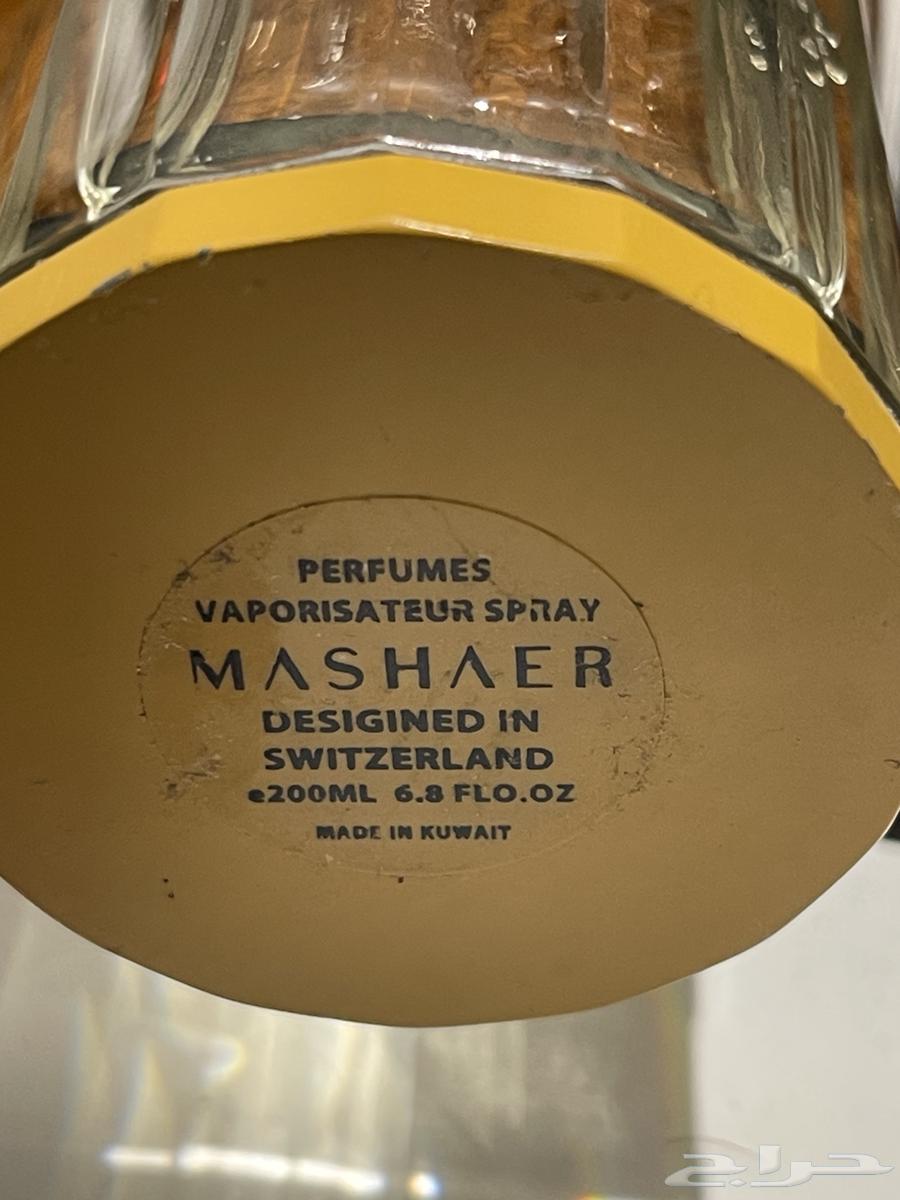 PERFUMES
VAPORISATEUR SPRAY
MASHAER
DESIGINED IN
SWITZERLAND
e200ML 6.8 FLO.OZ
MADE IN KUWAIT
حراج